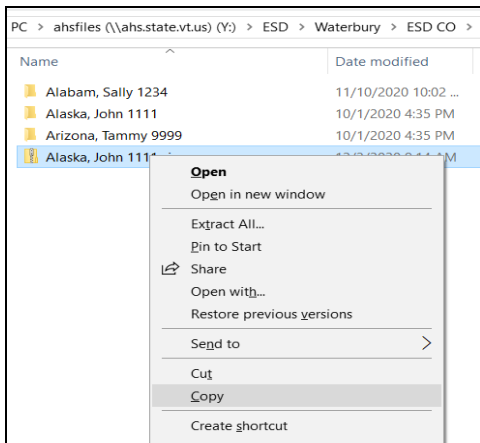 PC > ahsfiles (\\ahs.state.vt.us) (Y:) > ESD > Waterbury > ESD CO >
Name Date modified
Alabam, Sally 1234 11/10/2020 10:02 ...
Alaska, John 1111 10/1/2020 4:35 PM
Arizona, Tammy 9999 10/1/2020 4:35 PM
Alaska, John 1111
Open
Open in new window
Extract All...
Pin to Start
Share
Open with...
Restore previous versions
Send to >
Cut
Copy
Create shortcut